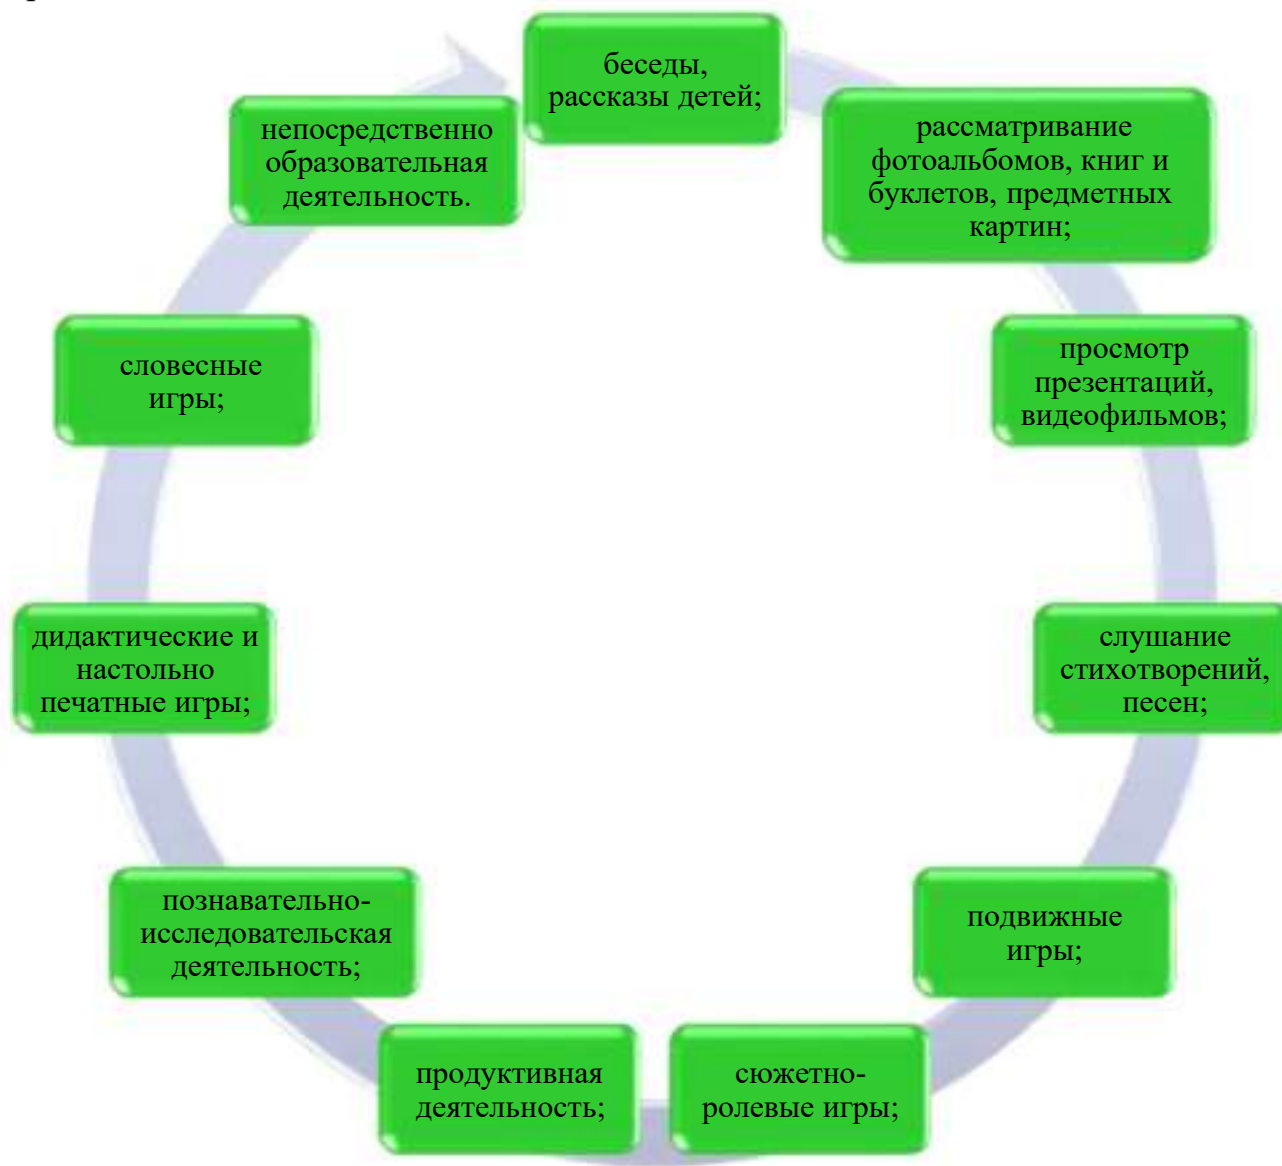 беседы,
рассказы детей;
рассматривание
фотоальбомов, книг и
буклетов, предметных
картин;
просмотр
презентаций,
видеофильмов;
слушание
стихотворений,
песен;
подвижные
игры;
сюжетно-
ролевые игры;
продуктивная
деятельность;
познавательно-
исследовательская
деятельность;
дидактические и
настольно
печатные игры;
словесные
игры;
непосредственно
образовательная
деятельность.